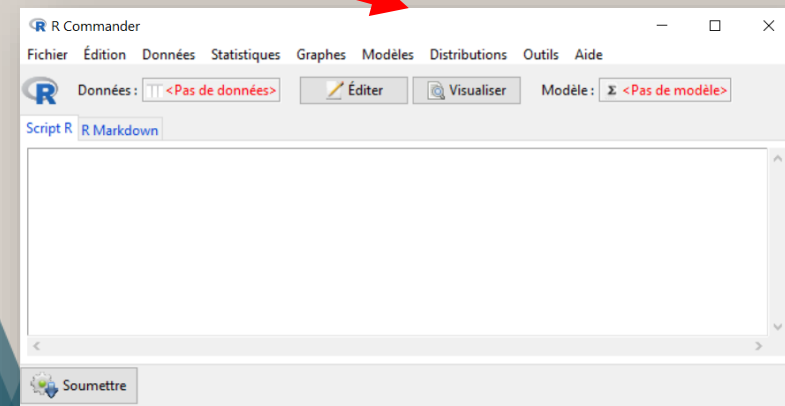 R Commander
Fichier Édition Données Statistiques Graphes Modèles Distributions Outils Aide
R Données : <Pas de données> Éditer Visualiser Modèle : Σ <Pas de modèle>
Script R R Markdown
Soumettre